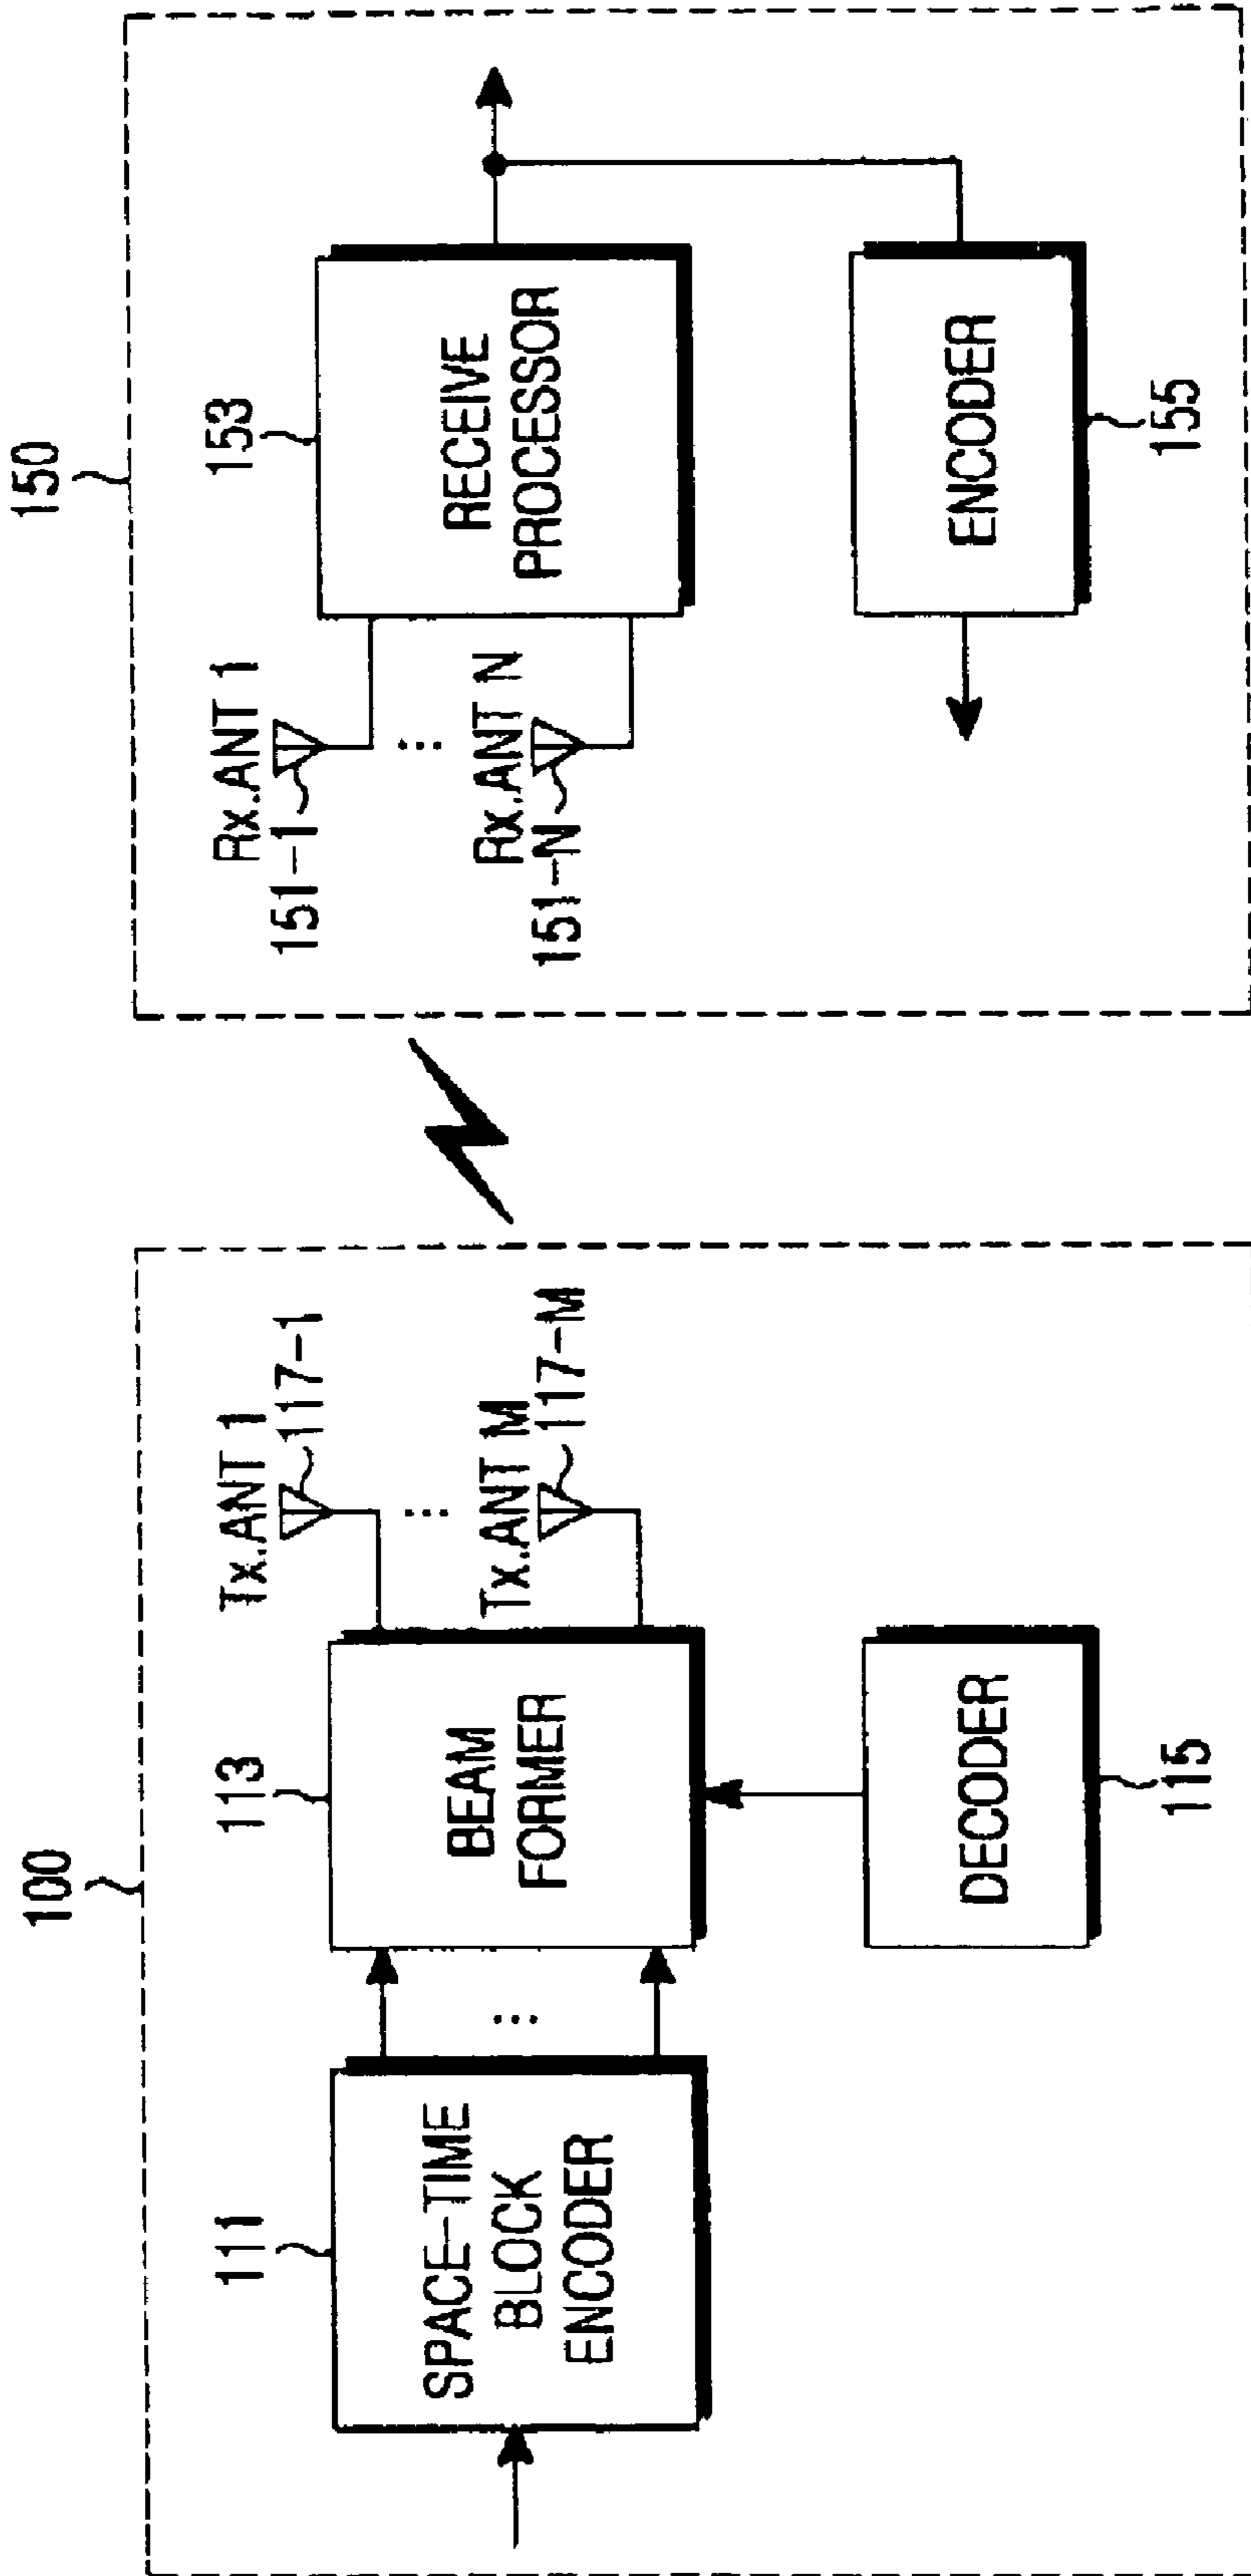 100
111
SPACE-TIME
BLOCK
ENCODER
...
113
BEAM
FORMER
Tx.ANT 1
117-1
...
Tx.ANT M
117-M
DECODER
115
150
Rx.ANT 1
151-1
...
Rx.ANT N
151-N
153
RECEIVE
PROCESSOR
ENCODER
155